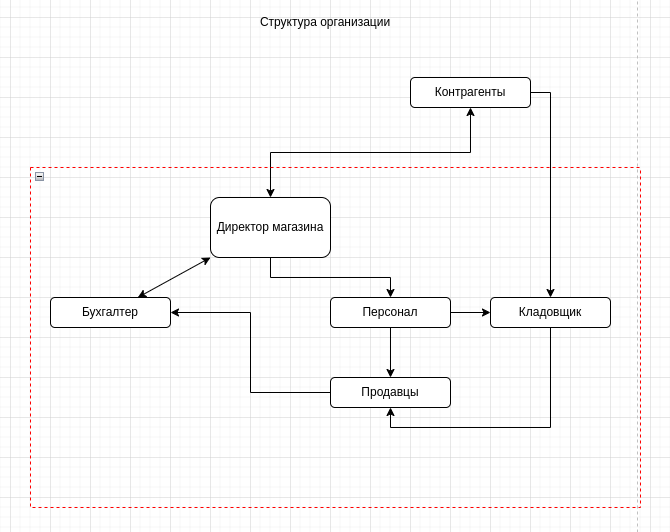 Структура организации
Контрагенты
Директор магазина
Бухгалтер
Персонал
Кладовщик
Продавцы